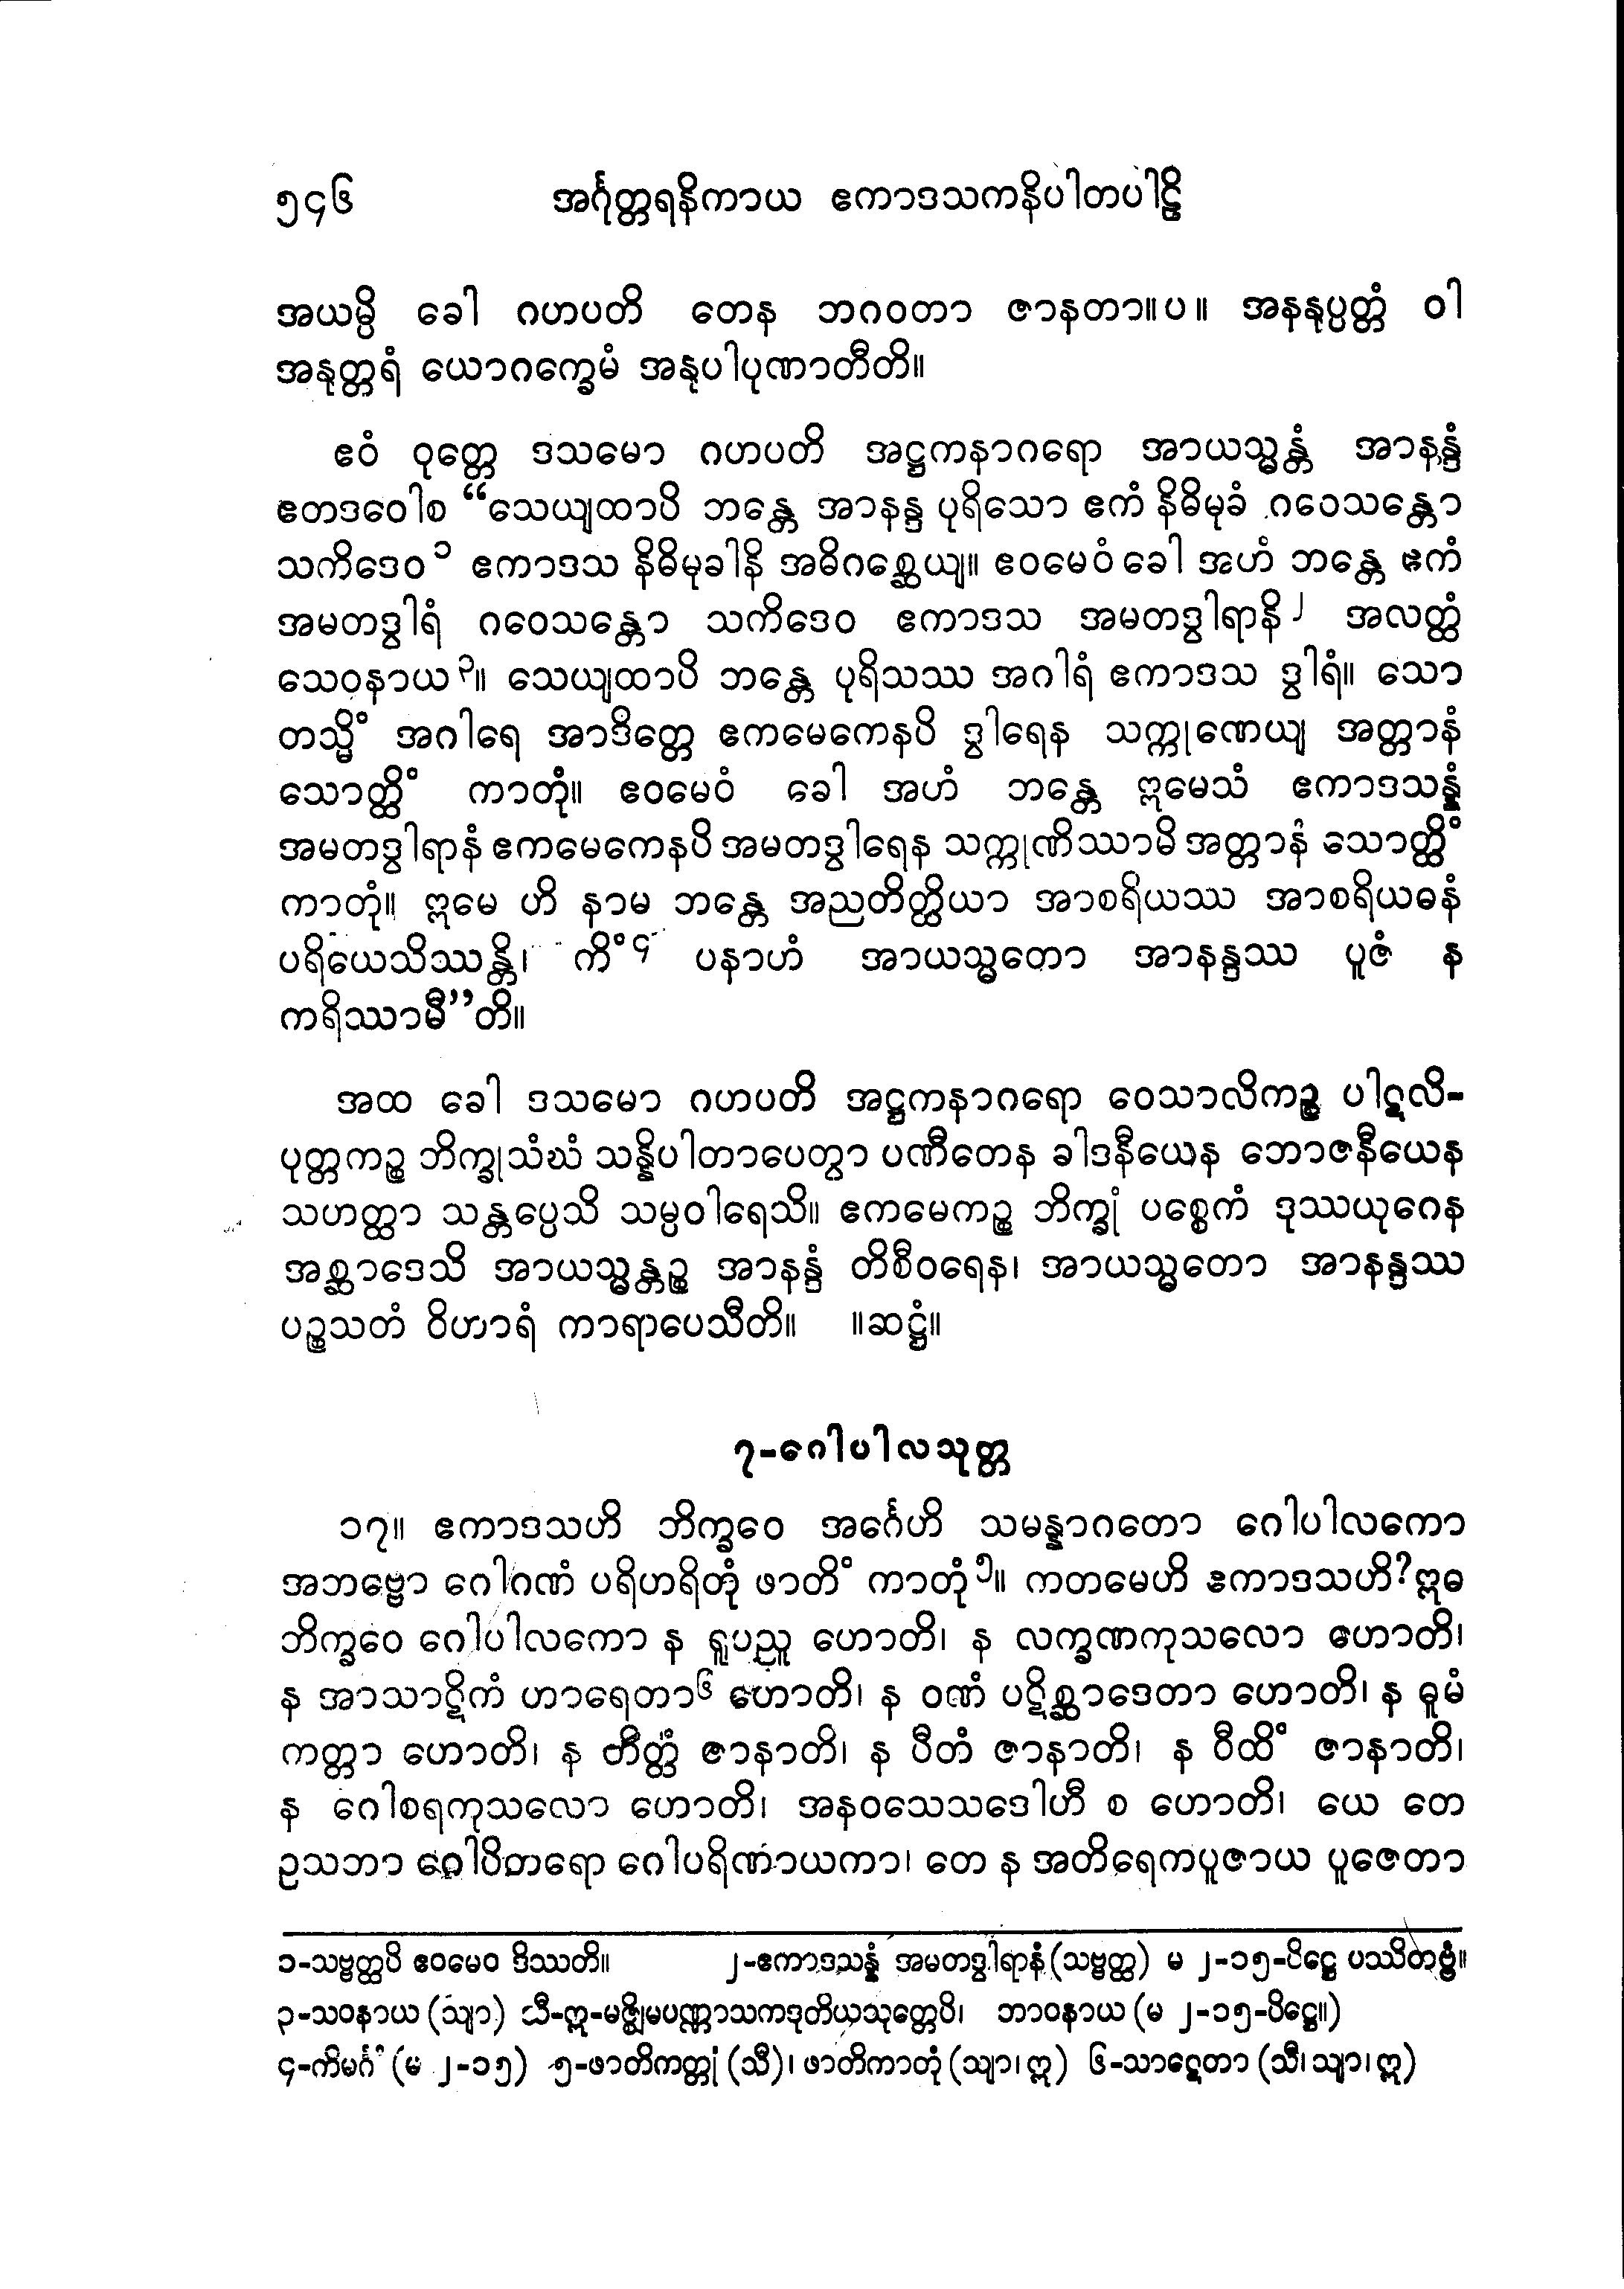 ၅၄၆ အင်္ဂုတ္တရနိကာယ ဧကာဒသကနိပါတပါဠိ
အယမ္ပိ ခေါ ဂဟပတိ တေန ဘဂဝတာ ဇာနတာ။ပ။ အနနုပ္ပတ္တံ ဝါ
အနုတ္တရံ ယောဂက္ခေမံ အနုပါပုဏာတီတိ။
ဧဝံ ဝုတ္တေ ဒသမော ဂဟပတိ အဋ္ဌကနာဂရော အာယသ္မန္တံ အာနန္ဒံ
ဧတဒဝေါစ “သေယျထာပိ ဘန္တေ အာနန္ဒ ပုရိသော ဧကံ နိဓိမုခံ ဂဝေသန္တော
သကိဒေဝ၁ ဧကာဒသ နိဓိမုခါနိ အဓိဂစ္ဆေယျ။ ဧဝမေဝံ ခေါ အဟံ ဘန္တေ ဧကံ
အမတဒွါရံ ဂဝေသန္တော သကိဒေဝ ဧကာဒသ အမတဒွါရာနိ၂ အလတ္ထံ
သေဝနာယ၃။ သေယျထာပိ ဘန္တေ ပုရိသဿ အဂါရံ ဧကာဒသ ဒွါရံ။ သော
တသ္မိံ အဂါရေ အာဒိတ္တေ ဧကမေကေနပိ ဒွါရေန သက္ကုဏေယျ အတ္တာနံ
သောတ္ထိံ ကာတုံ။ ဧဝမေဝံ ခေါ အဟံ ဘန္တေ ဣမေသံ ဧကာဒသန္နံ
အမတဒွါရာနံ ဧကမေကေနပိ အမတဒွါရေန သက္ကုဏိဿာမိ အတ္တာနံ သောတ္ထိံ
ကာတုံ။ ဣမေ ဟိ နာမ ဘန္တေ အညတိတ္ထိယာ အာစရိယဿ အာစရိယဓနံ
ပရိယေသိဿန္တိ၊ ကိံ၄ ပနာဟံ အာယသ္မတော အာနန္ဒဿ ပူဇံ န
ကရိဿာမီ”တိ။
အထ ခေါ ဒသမော ဂဟပတိ အဋ္ဌကနာဂရော ဝေသာလိကဉ္စ ပါဋလိ-
ပုတ္တကဉ္စ ဘိက္ခုသံဃံ သန္နိပါတာပေတွာ ပဏီတေန ခါဒနီယေန ဘောဇနီယေန
သဟတ္ထာ သန္တပ္ပေသိ သမ္ပဝါရေသိ။ ဧကမေကဉ္စ ဘိက္ခုံ ပစ္စေကံ ဒုဿယုဂေန
အစ္ဆာဒေသိ အာယသ္မန္တဉ္စ အာနန္ဒံ တိစီဝရေန၊ အာယသ္မတော အာနန္ဒဿ
ပဉ္စသတံ ဝိဟာရံ ကာရာပေသီတိ။ ။ဆဋ္ဌံ။
၇-ဂေါပါလသုတ္တ
၁၇။ ဧကာဒသဟိ ဘိက္ခဝေ အင်္ဂေဟိ သမန္နာဂတော ဂေါပါလကော
အဘဗ္ဗော ဂေါဂဏံ ပရိဟရိတုံ ဖာတိံ ကာတုံ၅။ ကတမေဟိ ဧကာဒသဟိ? ဣဓ
ဘိက္ခဝေ ဂေါပါလကော န ရူပညူ ဟောတိ၊ န လက္ခဏကုသလော ဟောတိ၊
န အာသာဋိကံ ဟာရေတာ၆ ဟောတိ၊ န ဝဏံ ပဋိစ္ဆာဒေတာ ဟောတိ၊ န ဓူမံ
ကတ္တာ ဟောတိ၊ န တိတ္ထံ ဇာနာတိ၊ န ပီတံ ဇာနာတိ၊ န ဝီထိံ ဇာနာတိ၊
န ဂေါစရကုသလော ဟောတိ၊ အနဝသေသဒေါဟီ စ ဟောတိ၊ ယေ တေ
ဥသဘာ ဂေါပိတရော ဂေါပရိဏာယကာ၊ တေ န အတိရေကပူဇာယ ပူဇေတာ
၁-သဗ္ဗတ္ထပိ ဧဝမေဝ ဒိဿတိ။ ၂-ဧကာဒသန္နံ အမတဒွါရာနံ (သဗ္ဗတ္ထ) မ ၂-၁၅-ပိဋ္ဌေ ပဿိတဗ္ဗံ။
၃-သဝနာယ (သျာ) သီ-ဣ-မဇ္ဈိမပဏ္ဏာသကဒုတိယသုတ္တေပိ၊ ဘာဝနာယ (မ ၂-၁၅-ပိဋ္ဌေ။)
၄-ကိမင်္ဂံ (မ ၂-၁၅) ၅-ဖာတိကတ္တုံ (သီ)၊ ဖာတိကာတုံ (သျာ၊ ဣ) ၆-သာဋေတာ (သီ၊ သျာ၊ ဣ)